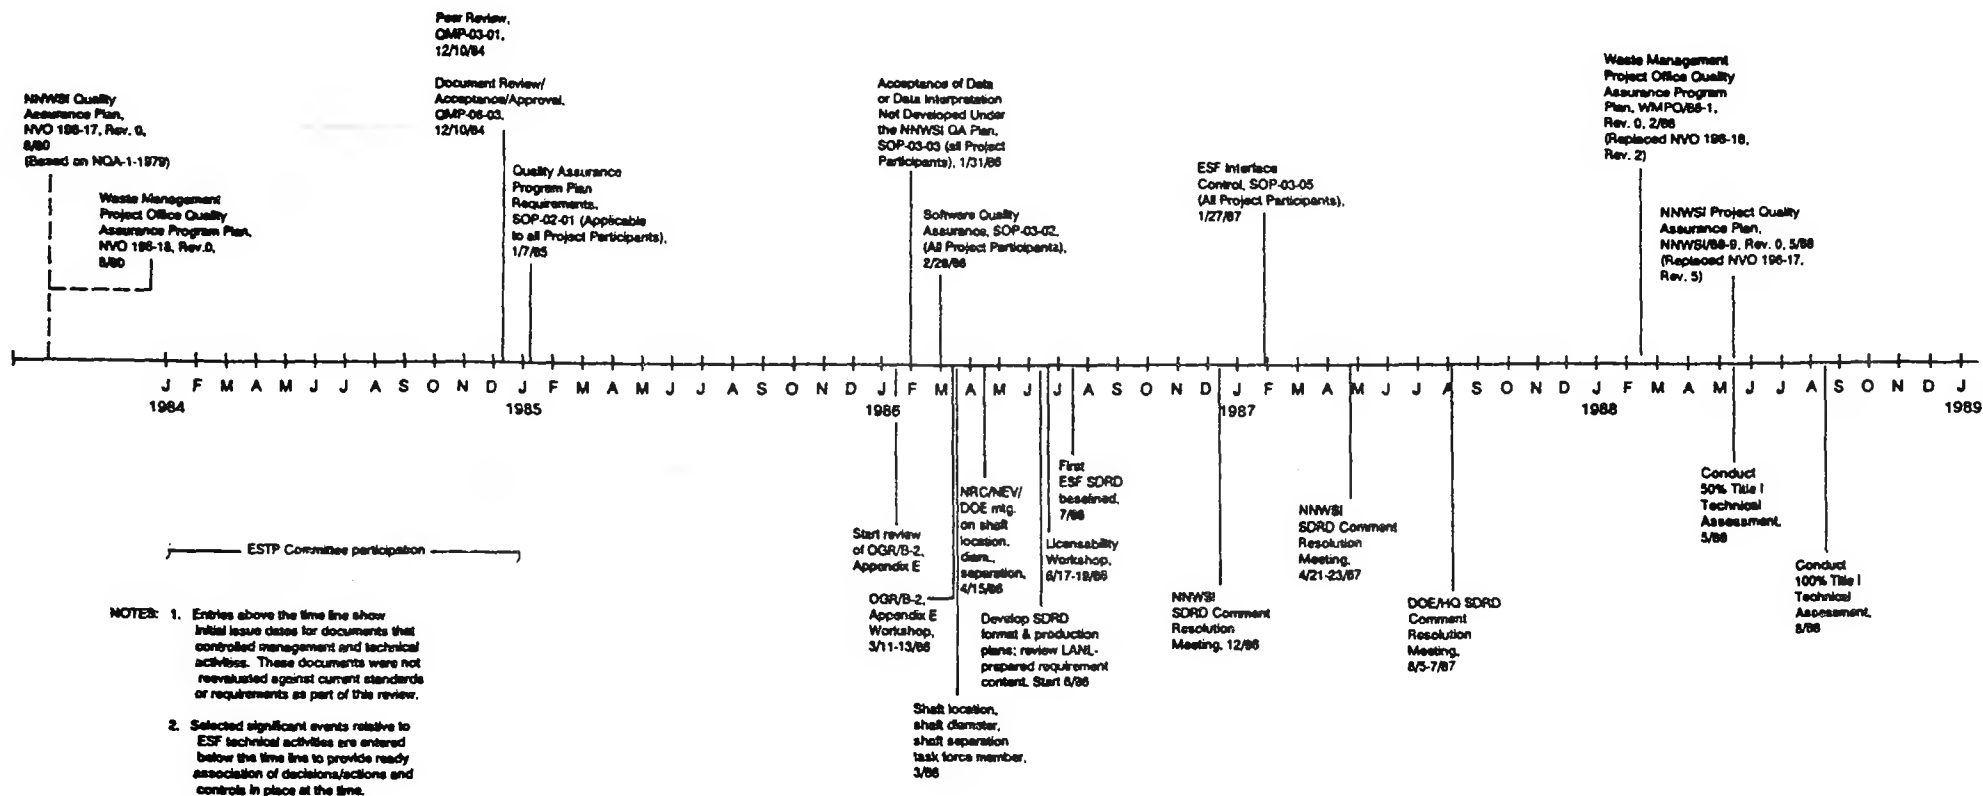 Peer Review,
QMP-03-01,
12/10/84
Document Review/
Acceptance/Approval,
QMP-06-03,
12/10/84
NNWSI Quality
Assurance Plan,
NVO 196-17, Rev. 0,
8/80
(Based on NQA-1-1979)
Waste Management
Project Office Quality
Assurance Program Plan,
NVO 196-18, Rev.0,
8/80
Quality Assurance
Program Plan
Requirements,
SOP-02-01 (Applicable
to all Project Participants),
1/7/85
Acceptance of Data
or Data Interpretation
Not Developed Under
the NNWSI QA Plan,
SOP-03-03 (all Project
Participants), 1/31/86
Software Quality
Assurance, SOP-03-02,
(All Project Participants),
2/28/86
ESF Interface
Control, SOP-03-05
(All Project Participants),
1/27/87
Waste Management
Project Office Quality
Assurance Program
Plan, WMPO/88-1,
Rev. 0, 2/88
(Replaced NVO 196-18,
Rev. 2)
NNWSI Project Quality
Assurance Plan,
NNWSI/88-9, Rev. 0, 5/88
(Replaced NVO 196-17,
Rev. 5)
J F M A M J J A S O N D J F M A M J J A S O N D J F M A M J J A S O N D J F M A M J J A S O N D J F M A M J J A S O N D J
1984 1985 1986 1987 1988 1989
ESTP Committee participation
Start review
of OGR/B-2,
Appendix E
OGR/B-2,
Appendix E
Workshop,
3/11-13/86
Shaft location,
shaft diameter,
shaft separation
task force member,
3/86
NRC/NEV/
DOE mtg.
on shaft
location,
diam.,
separation,
4/15/86
Develop SDRD
format & production
plans; review LANL-
prepared requirement
content. Start 6/86
Licensability
Workshop,
6/17-19/86
First
ESF SDRD
baselined,
7/86
NNWSI
SDRD Comment
Resolution
Meeting, 12/86
NNWSI
SDRD Comment
Resolution
Meeting,
4/21-23/87
DOE/HQ SDRD
Comment
Resolution
Meeting,
8/5-7/87
Conduct
50% Title I
Technical
Assessment,
5/88
Conduct
100% Title I
Technical
Assessment,
8/88
NOTES: 1. Entries above the time line show
initial issue dates for documents that
controlled management and technical
activities. These documents were not
reevaluated against current standards
or requirements as part of this review.
2. Selected significant events relative to
ESF technical activities are entered
below the time line to provide ready
association of decisions/actions and
controls in place at the time.